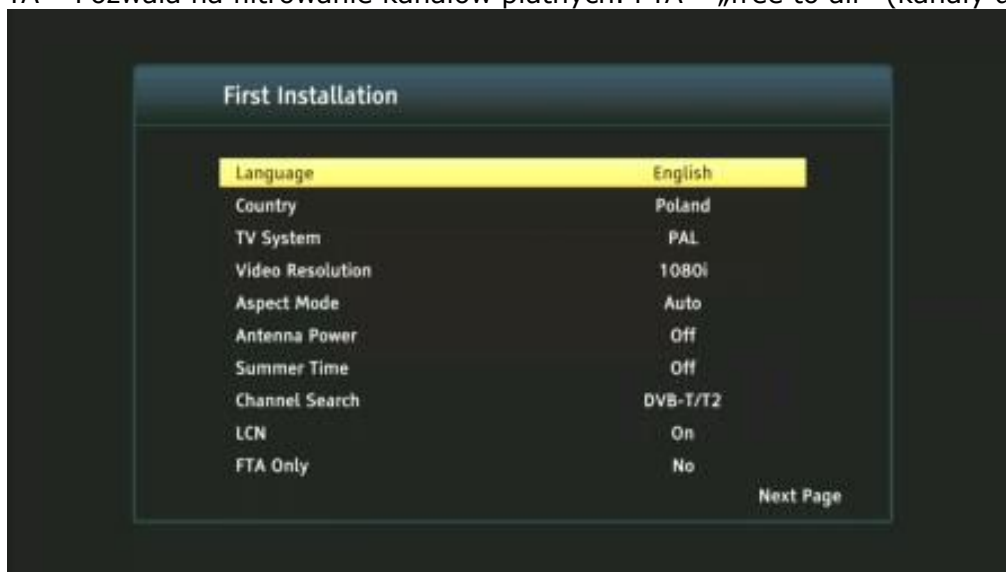 Pozwala na filtrowanie kanałów płatnych. FTA – „free to air” (kanały
First Installation
Language English
Country Poland
TV System PAL
Video Resolution 1080i
Aspect Mode Auto
Antenna Power Off
Summer Time Off
Channel Search DVB-T/T2
LCN On
FTA Only No
Next Page